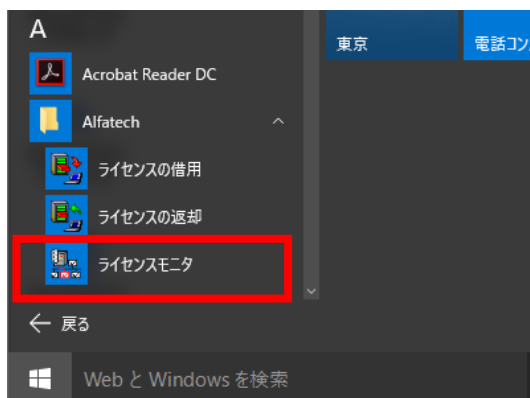 A
東京
電話コン
Acrobat Reader DC
Alfatech
ライセンスの借用
ライセンスの返却
ライセンスモニタ
戻る
Web と Windows を検索